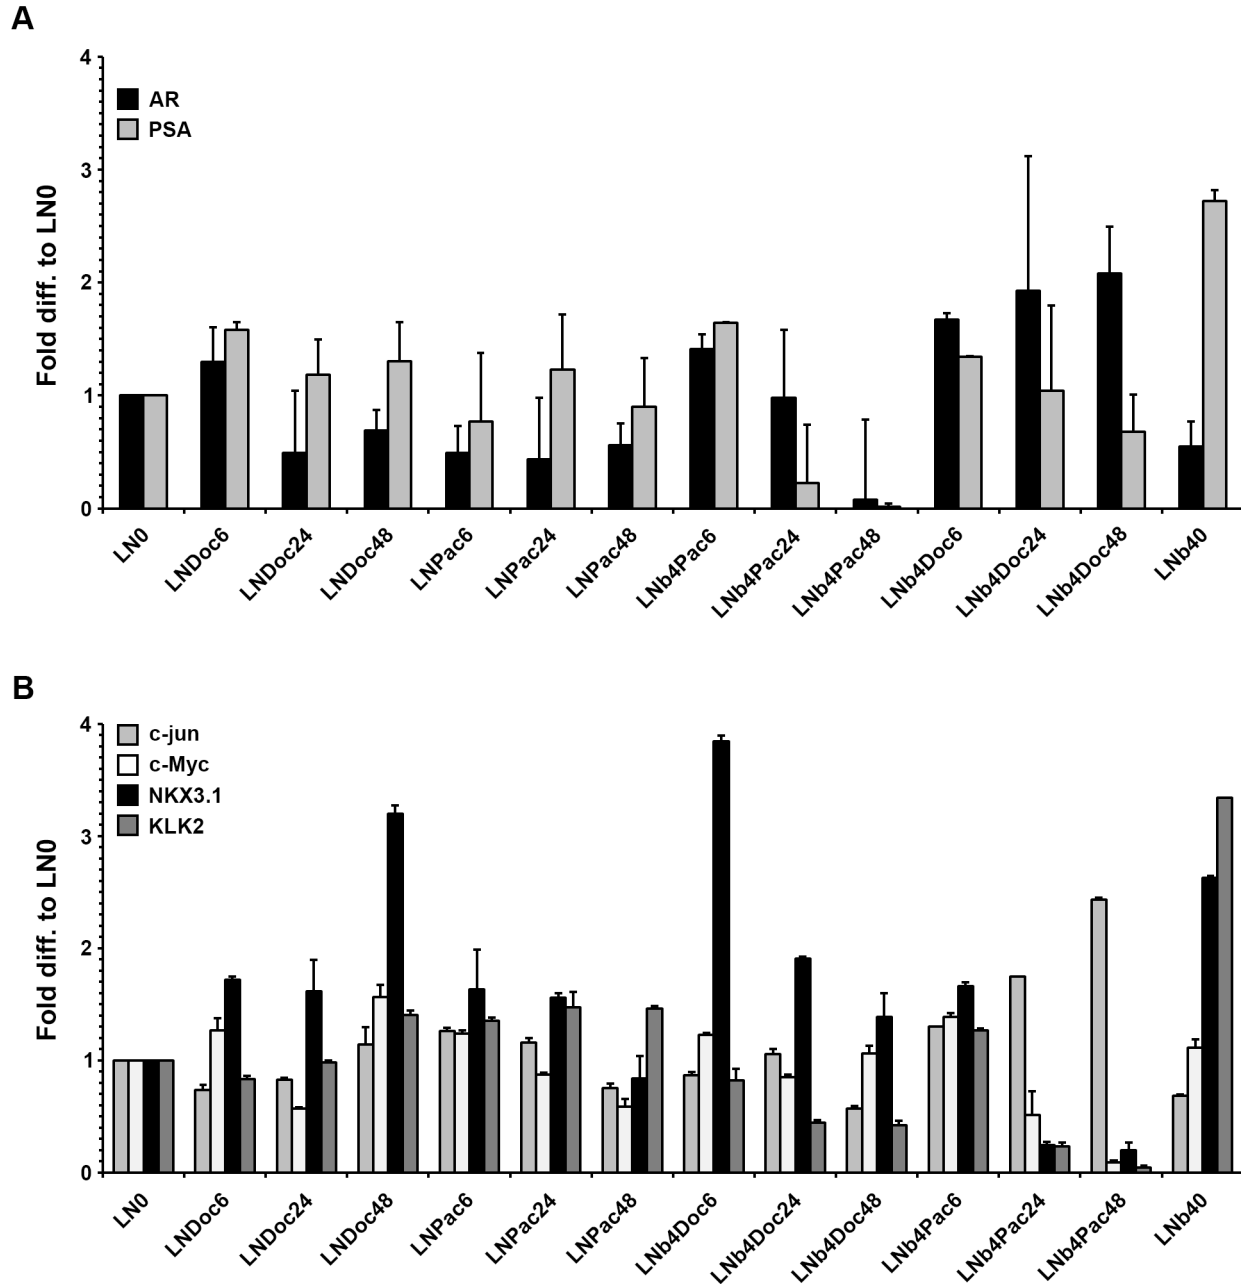 A
4
3
2
1
0
Fold diff. to LN0
AR
PSA
LN0
LNDoc6
LNDoc24
LNDoc48
LNPac6
LNPac24
LNPac48
LNb4Pac6
LNb4Pac24
LNb4Pac48
LNb4Doc6
LNb4Doc24
LNb4Doc48
LNb40
B
4
3
2
1
0
Fold diff. to LN0
c-jun
c-Myc
NKX3.1
KLK2
LN0
LNDoc6
LNDoc24
LNDoc48
LNPac6
LNPac24
LNPac48
LNb4Doc6
LNb4Doc24
LNb4Doc48
LNb4Pac6
LNb4Pac24
LNb4Pac48
LNb40